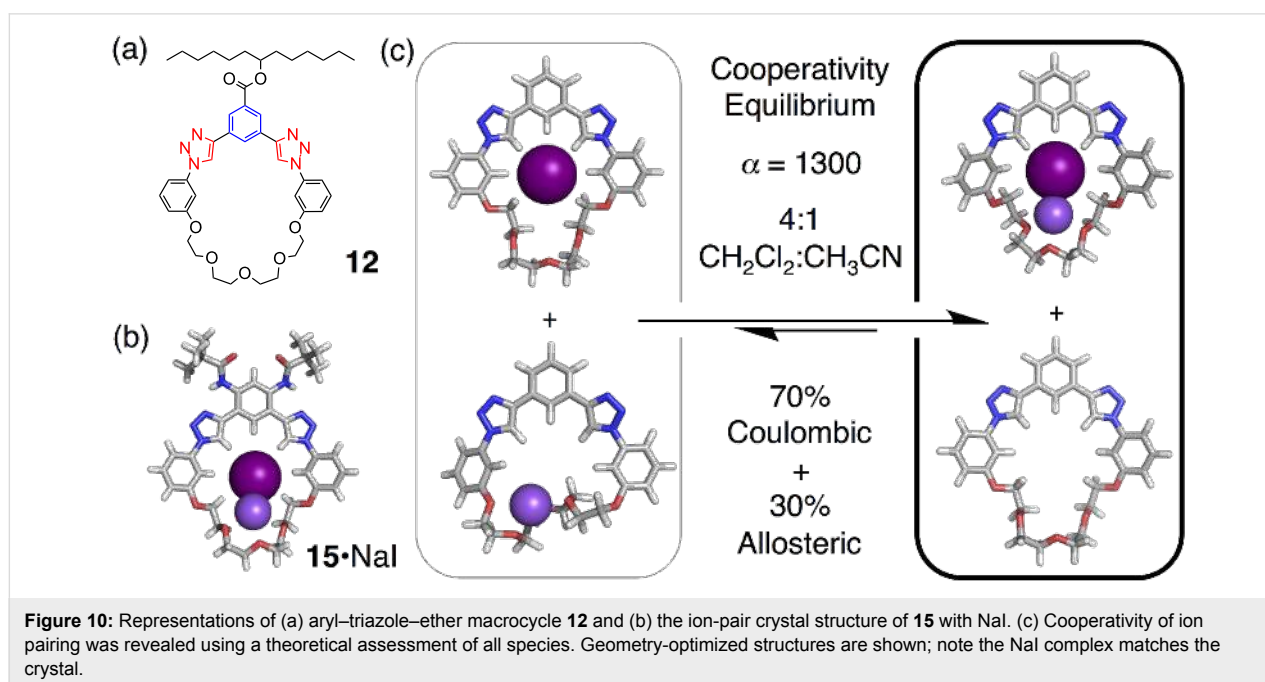 (a)
O
O
N
N
N
N
N
N
O
O
O
O
O
12
(b)
15•NaI
(c)
Cooperativity
Equilibrium
α = 1300
4:1
CH₂Cl₂:CH₃CN
+
+
70%
Coulombic
+
30%
Allosteric
Figure 10: Representations of (a) aryl–triazole–ether macrocycle 12 and (b) the ion-pair crystal structure of 15 with NaI. (c) Cooperativity of ion
pairing was revealed using a theoretical assessment of all species. Geometry-optimized structures are shown; note the NaI complex matches the
crystal.